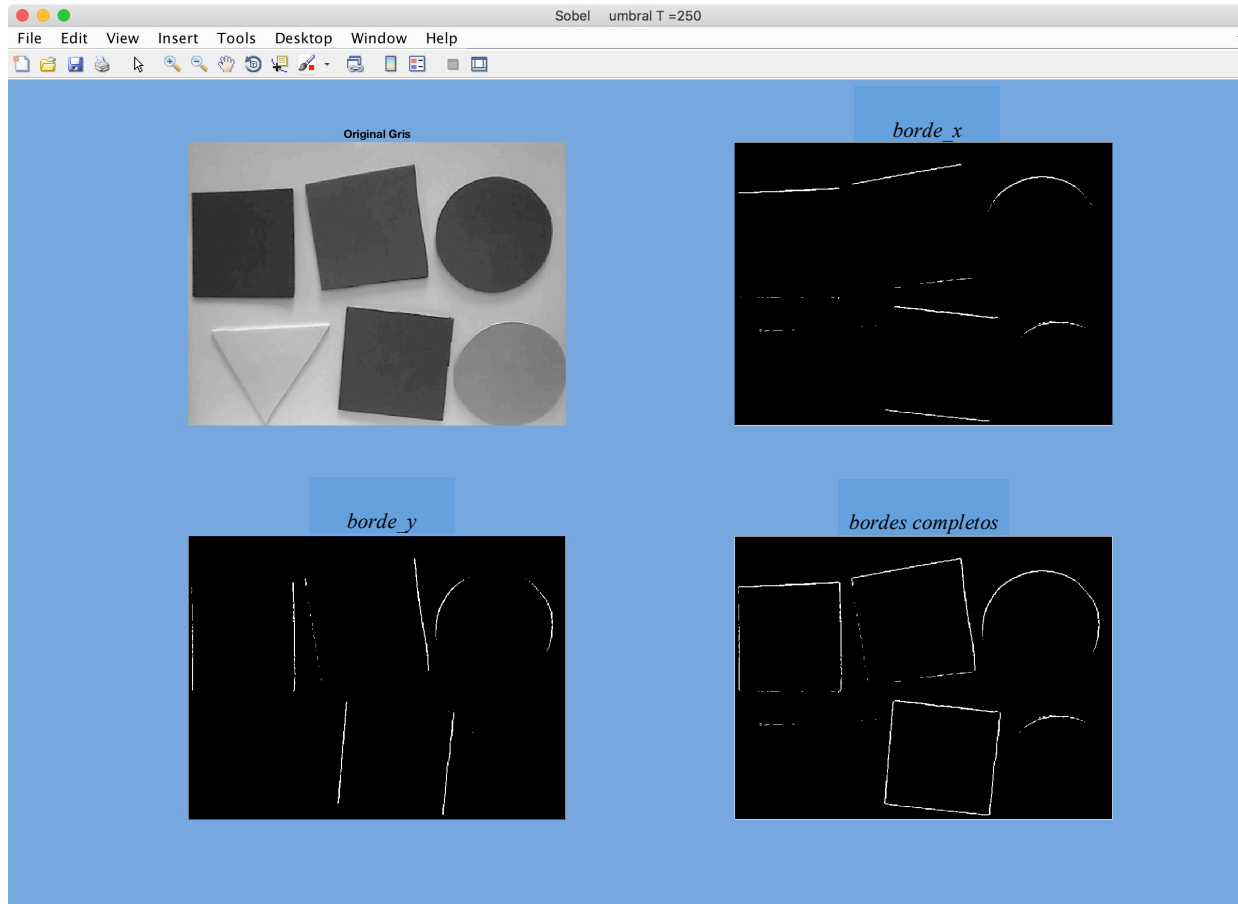 Sobel umbral T =250
File Edit View Insert Tools Desktop Window Help
Original Gris
borde_x
borde_y
bordes completos